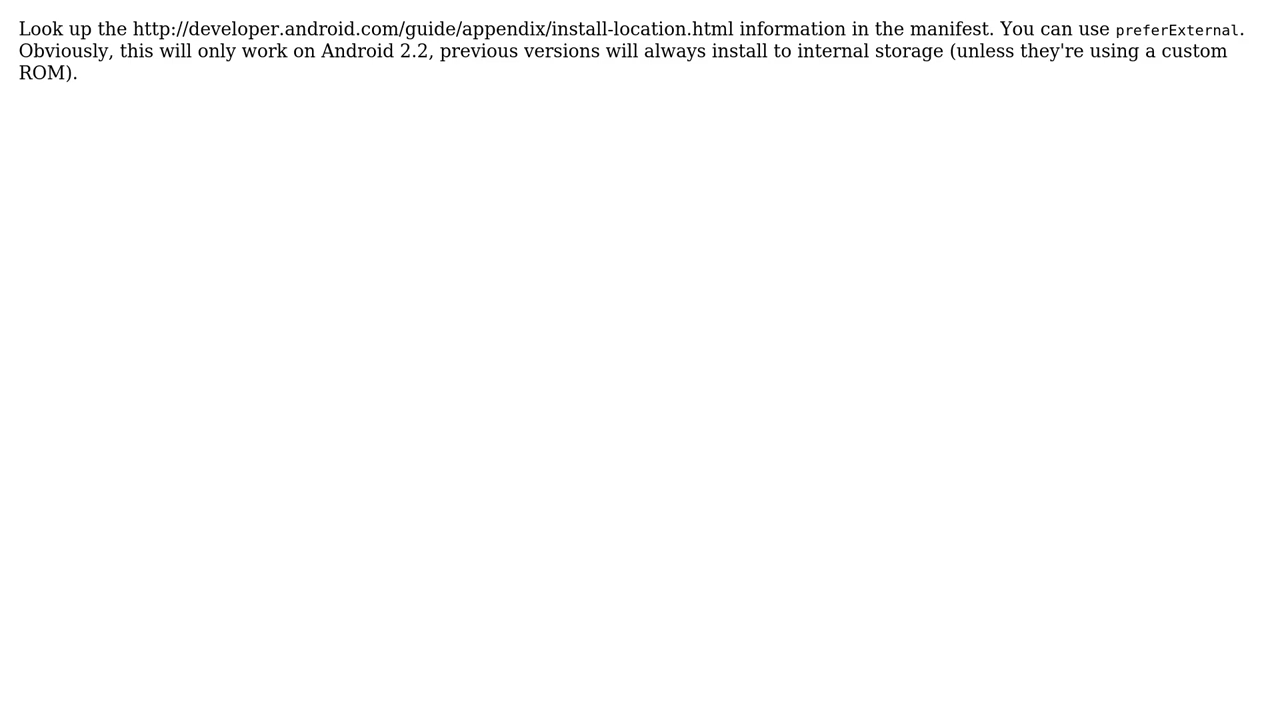 Look up the http://developer.android.com/guide/appendix/install-location.html information in the manifest. You can use preferExternal.
Obviously, this will only work on Android 2.2, previous versions will always install to internal storage (unless they're using a custom
ROM).